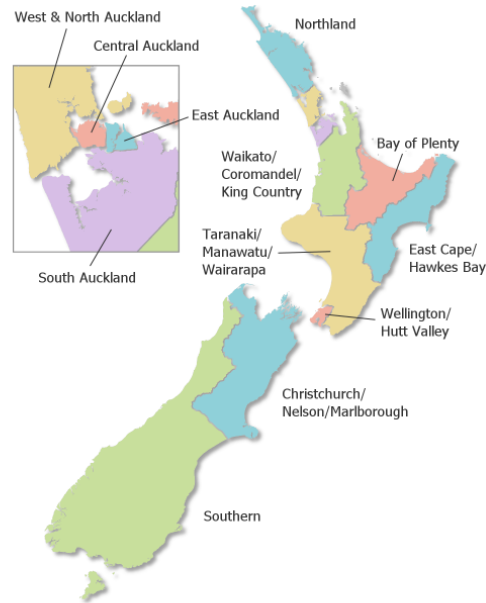 West & North Auckland
Central Auckland
East Auckland
South Auckland
Northland
Waikato/
Coromandel/
King Country
Bay of Plenty
Taranaki/
Manawatu/
Wairarapa
East Cape/
Hawkes Bay
Wellington/
Hutt Valley
Christchurch/
Nelson/Marlborough
Southern